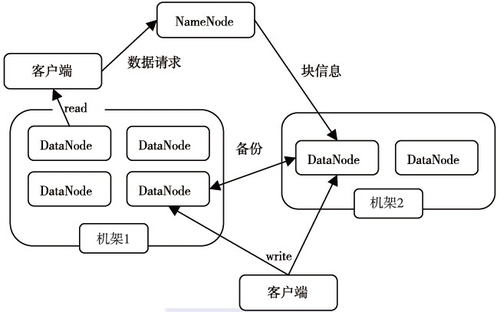 NameNode
数据请求
客户端
块信息
read
DataNode
DataNode
备份
DataNode
DataNode
DataNode
DataNode
机架1
机架2
write
客户端